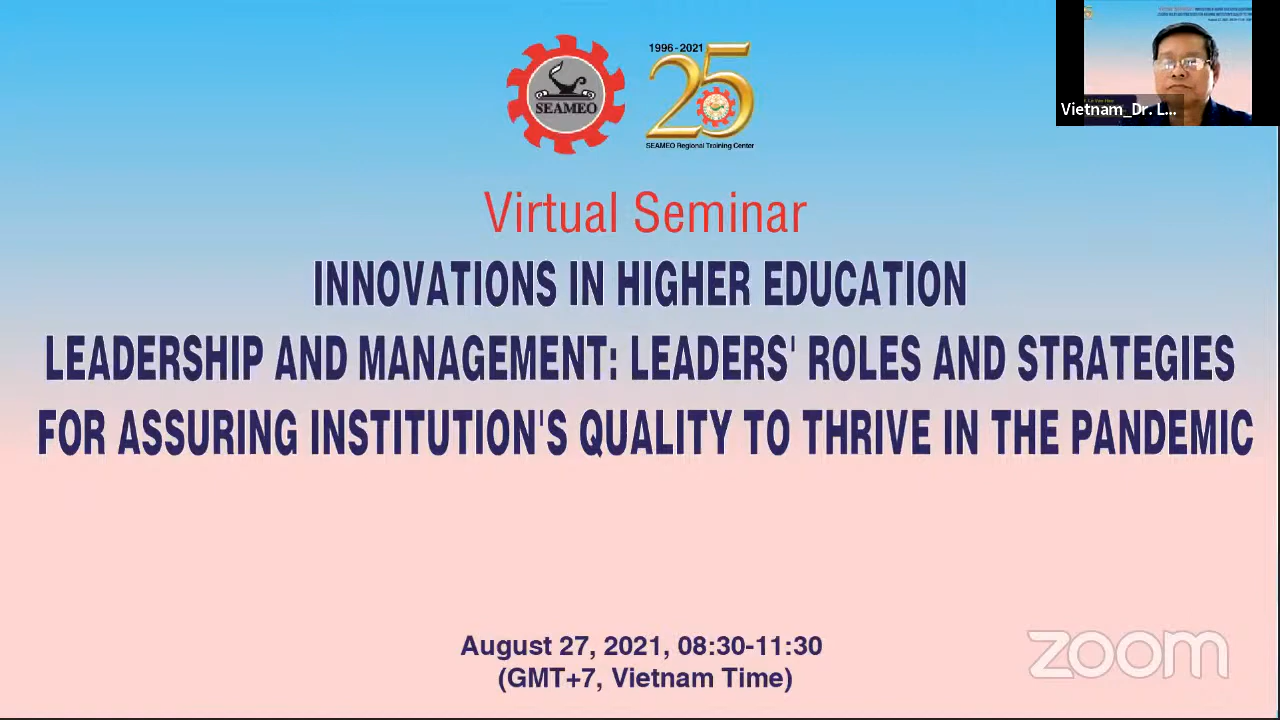 1996-2021
25
SEAMEO
SEAMEO Regional Training Center
Vietnam_Dr. L...
Virtual Seminar
INNOVATIONS IN HIGHER EDUCATION
LEADERSHIP AND MANAGEMENT: LEADERS' ROLES AND STRATEGIES
FOR ASSURING INSTITUTION'S QUALITY TO THRIVE IN THE PANDEMIC
August 27, 2021, 08:30-11:30
(GMT+7, Vietnam Time)
zoom